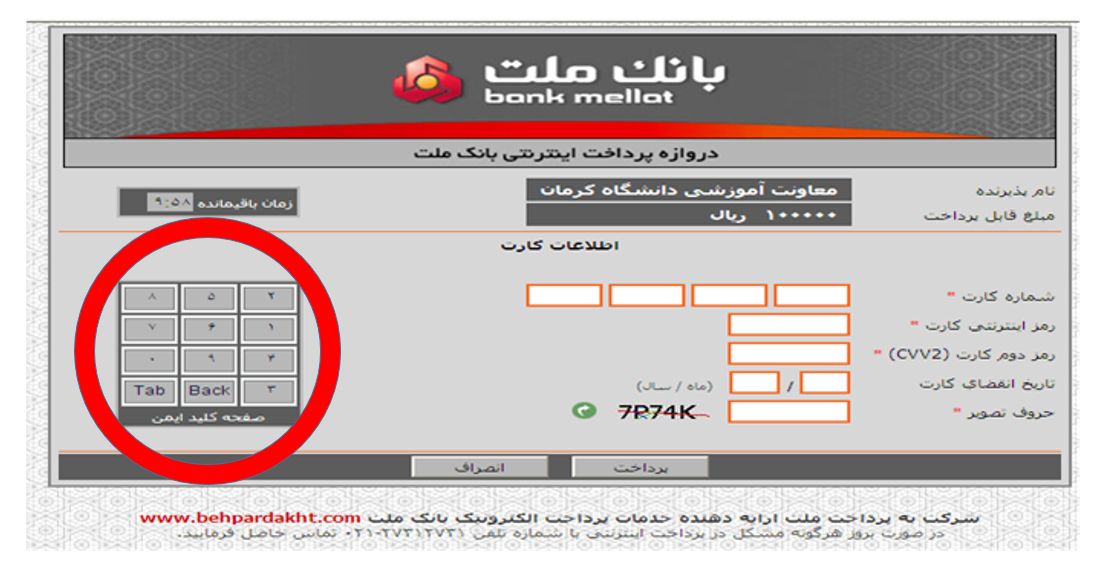 بانك ملت
bank mellat
دروازه پرداخت اینترنتی بانک ملت
نام پذیرنده معاونت آموزشی دانشگاه کرمان
زمان باقیمانده ۹:۵۸
مبلغ قابل پرداخت ۱۰۰۰۰۰ ریال
اطلاعات کارت
شماره کارت *
رمز اینترنتی کارت *
رمز دوم کارت (CVV2) *
تاریخ انقضای کارت / (ماه / سال)
حروف تصویر * 7P74K
۸ ۵ ۲
۷ ۶ ۱
۰ ۹ ۴
Tab Back ۳
صفحه کلید ایمن
پرداخت انصراف
شرکت به پرداخت ملت ارایه دهنده خدمات پرداخت الکترونیک بانک ملت www.behpardakht.com
در صورت بروز هرگونه مشکل در پرداخت اینترنتی با شماره تلفن ۲۷۳۱۲۷۳۱-۰۲۱ تماس حاصل فرمایید.